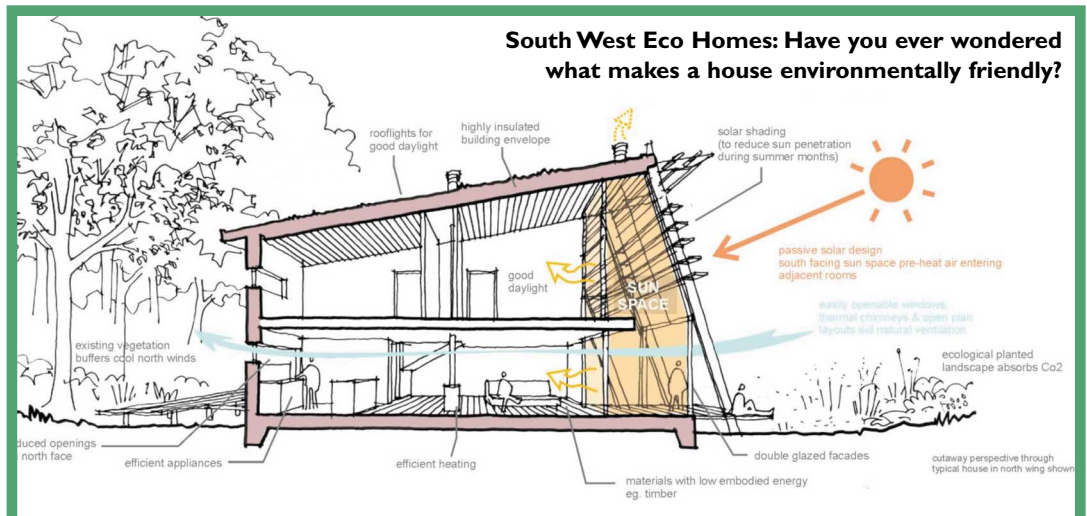 South West Eco Homes: Have you ever wondered
what makes a house environmentally friendly?
rooflights for
good daylight
highly insulated
building envelope
solar shading
(to reduce sun penetration
during summer months)
passive solar design
south facing sun space pre-heat air entering
adjacent rooms
good
daylight
SUN
SPACE
easily openable windows,
thermal chimneys & open plan
layouts aid natural ventilation
existing vegetation
buffers cool north winds
ecological planted
landscape absorbs Co2
duced openings
north face
efficient appliances
efficient heating
double glazed facades
materials with low embodied energy
eg. timber
cutaway perspective through
typical house in north wing shown